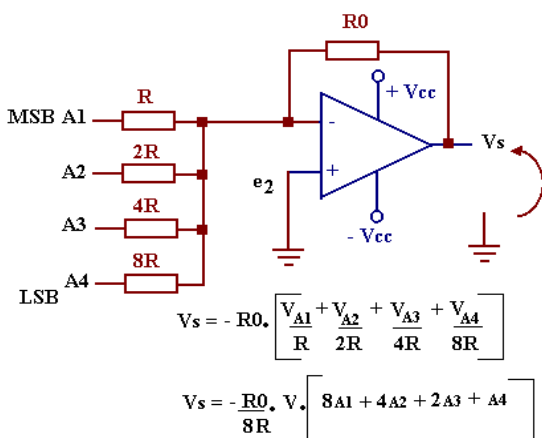 R0
+ Vcc
MSB A1
R
-
Vs
A2
2R
e2
+
A3
4R
- Vcc
LSB A4
8R
Vs = - R0. [ VA1/R + VA2/2R + VA3/4R + VA4/8R ]
Vs = - R0/8R . V. [ 8A1 + 4A2 + 2A3 + A4 ]